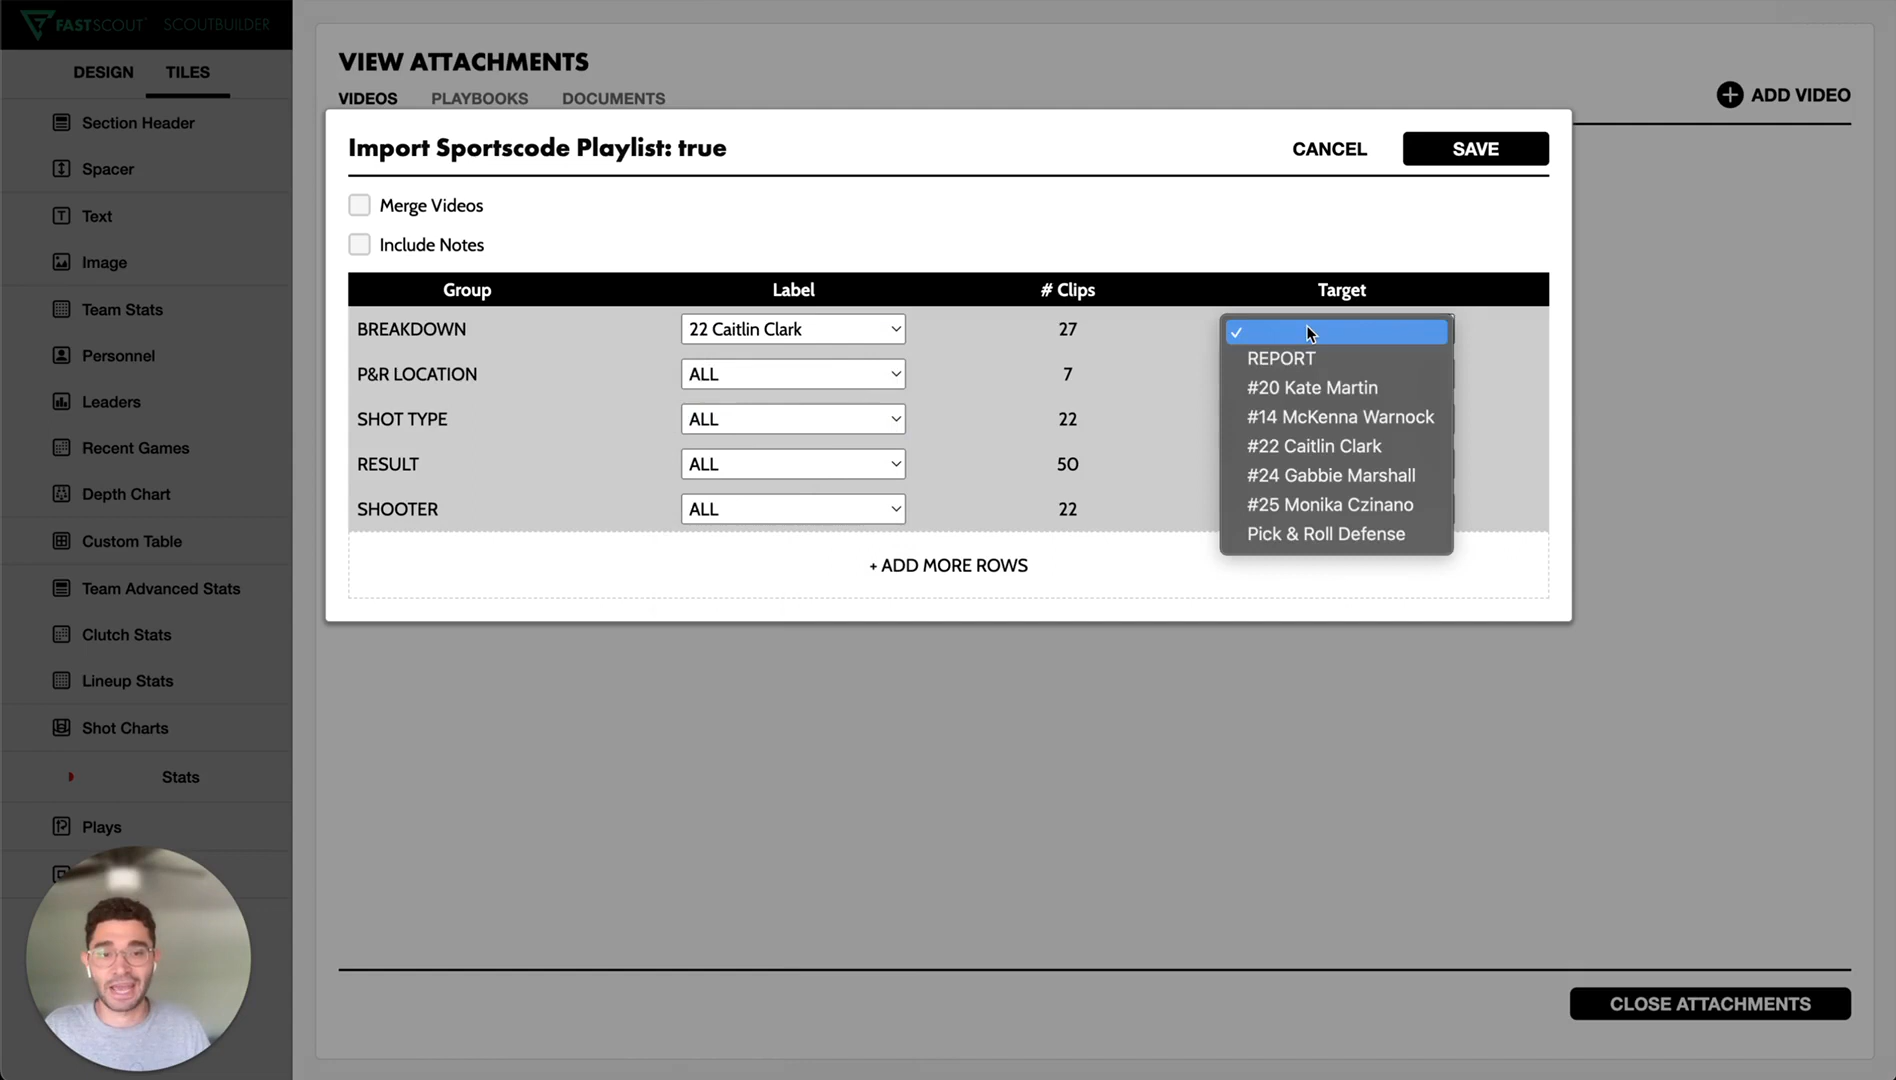 FASTSCOUT SCOUTBUILDER
DESIGN TILES
Section Header
Spacer
Text
Image
Team Stats
Personnel
Leaders
Recent Games
Depth Chart
Custom Table
Team Advanced Stats
Clutch Stats
Lineup Stats
Shot Charts
Stats
Plays
VIEW ATTACHMENTS
VIDEOS PLAYBOOKS DOCUMENTS
ADD VIDEO
Import Sportscode Playlist: true
CANCEL SAVE
Merge Videos
Include Notes
Group Label # Clips Target
BREAKDOWN 22 Caitlin Clark 27
P&R LOCATION ALL 7
SHOT TYPE ALL 22
RESULT ALL 50
SHOOTER ALL 22
REPORT
#20 Kate Martin
#14 McKenna Warnock
#22 Caitlin Clark
#24 Gabbie Marshall
#25 Monika Czinano
Pick & Roll Defense
+ ADD MORE ROWS
CLOSE ATTACHMENTS